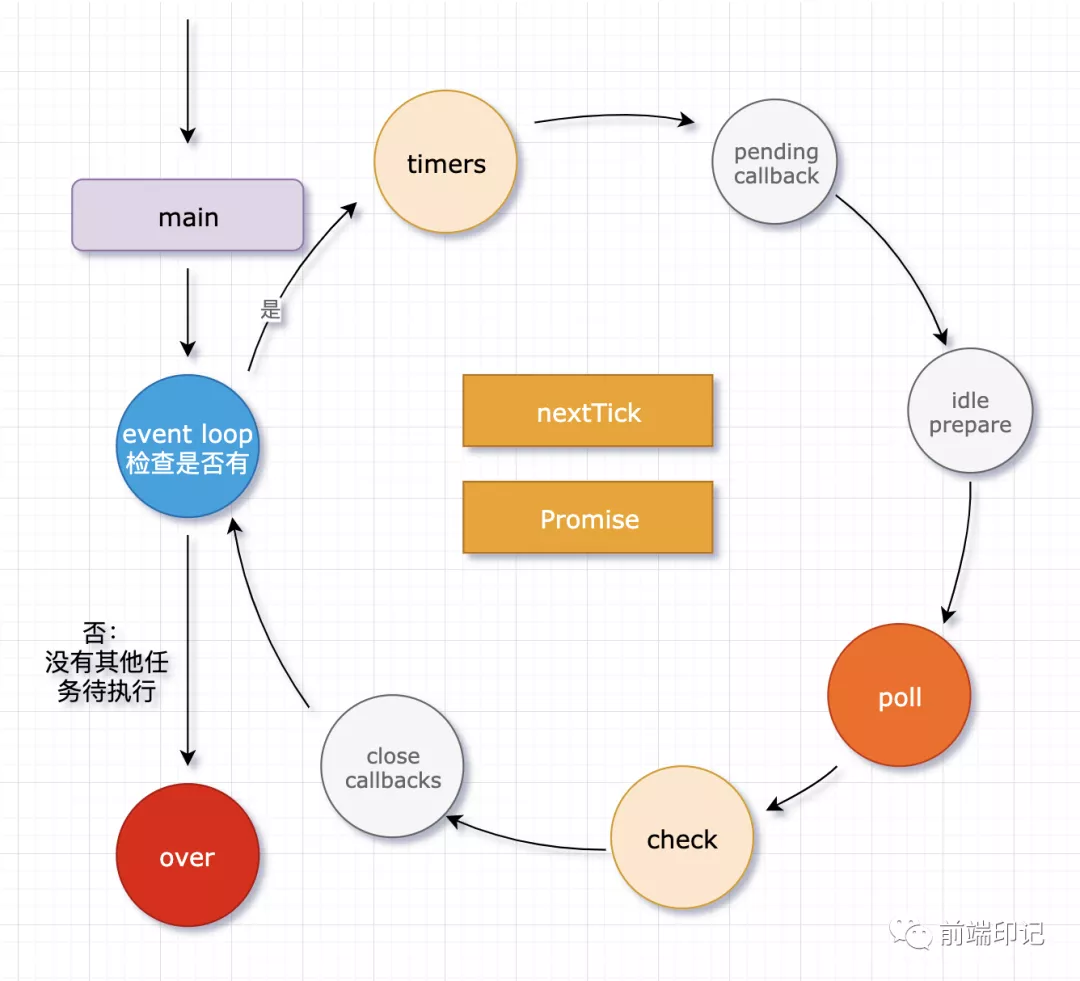 main
timers
pending
callback
是
idle
prepare
event loop
检查是否有
nextTick
Promise
否：
没有其他任
务待执行
poll
close
callbacks
check
over
前端印记